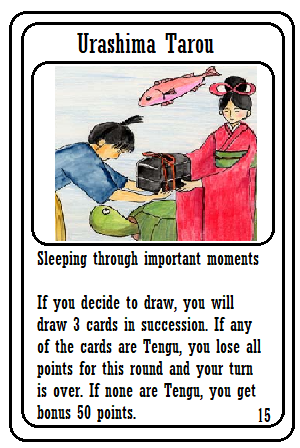 Urashima Tarou
Sleeping through important moments
If you decide to draw, you will
draw 3 cards in succession. If any
of the cards are Tengu, you lose all
points for this round and your turn
is over. If none are Tengu, you get
bonus 50 points.
15